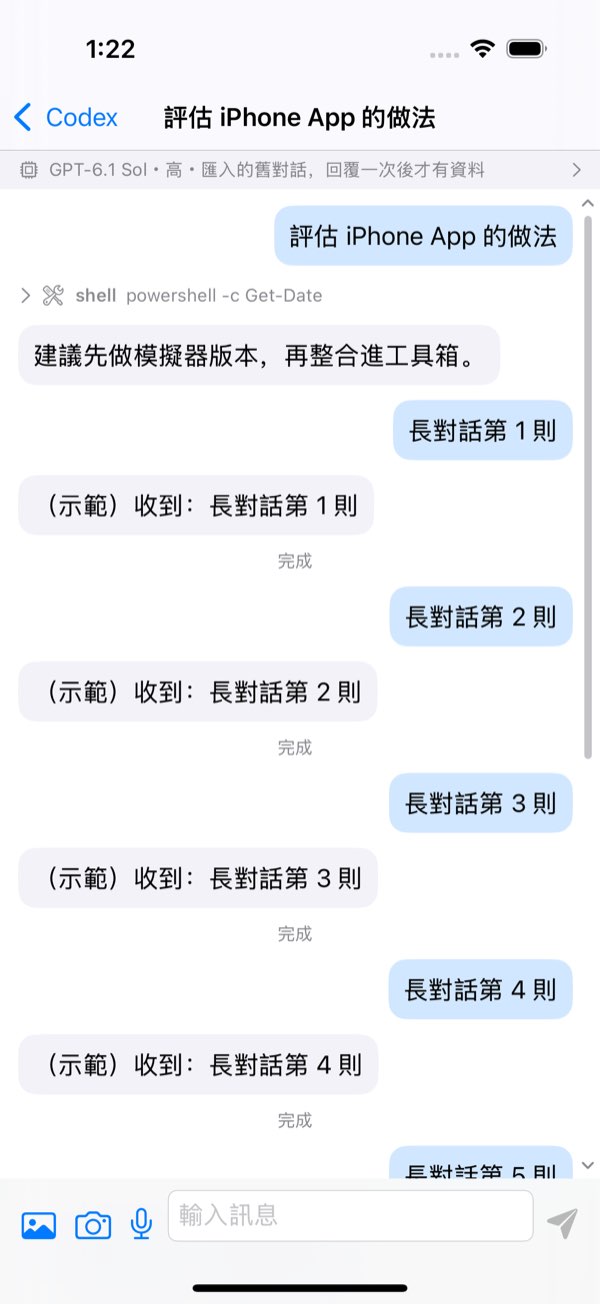 1:22
Codex
評估 iPhone App 的做法
GPT-6.1 Sol・高・匯入的舊對話，回覆一次後才有資料
評估 iPhone App 的做法
shell powershell -c Get-Date
建議先做模擬器版本，再整合進工具箱。
長對話第 1 則
（示範）收到：長對話第 1 則
完成
長對話第 2 則
（示範）收到：長對話第 2 則
完成
長對話第 3 則
（示範）收到：長對話第 3 則
完成
長對話第 4 則
（示範）收到：長對話第 4 則
完成
長對話第 5 則
輸入訊息